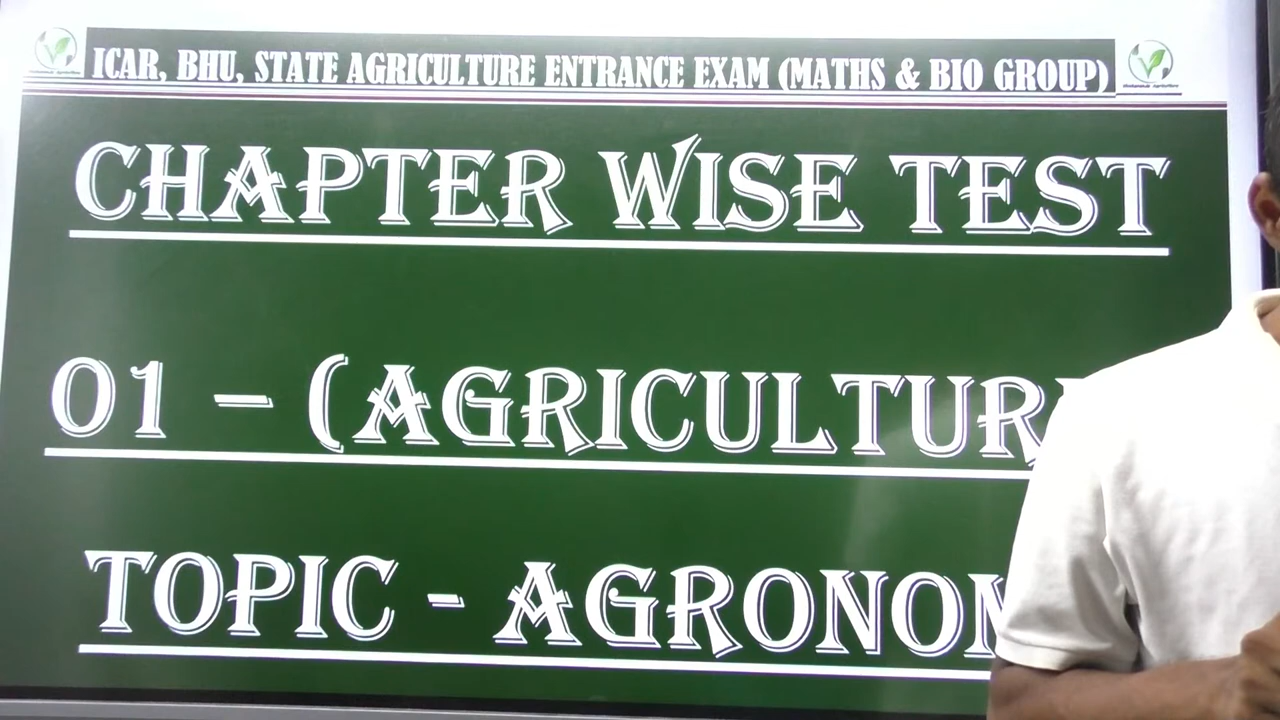 ICAR, BHU, STATE AGRICULTURE ENTRANCE EXAM (MATHS & BIO GROUP)
CHAPTER WISE TEST
01 – (AGRICULTUR
TOPIC - AGRONOM